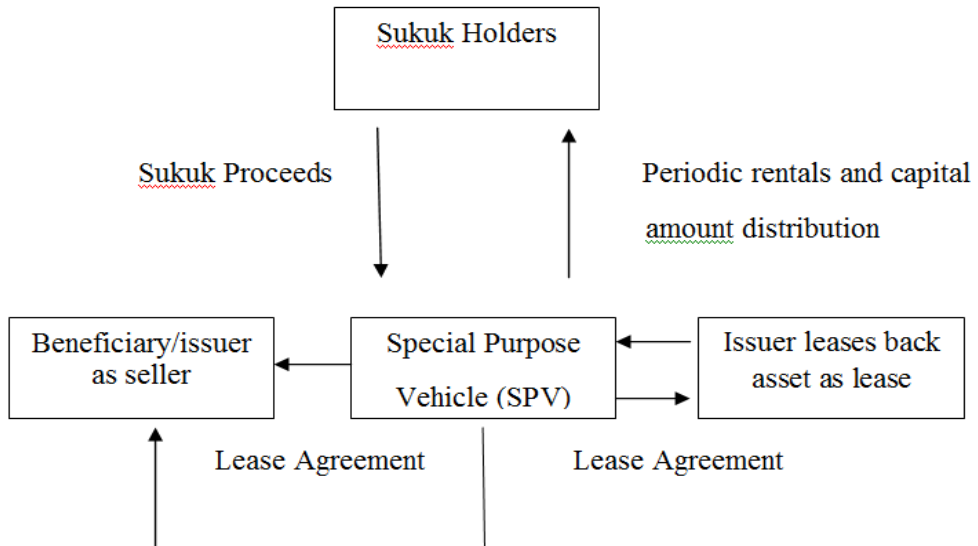 Sukuk Holders
Sukuk Proceeds
Periodic rentals and capital
amount distribution
Beneficiary/issuer
as seller
Special Purpose
Vehicle (SPV)
Issuer leases back
asset as lease
Lease Agreement
Lease Agreement